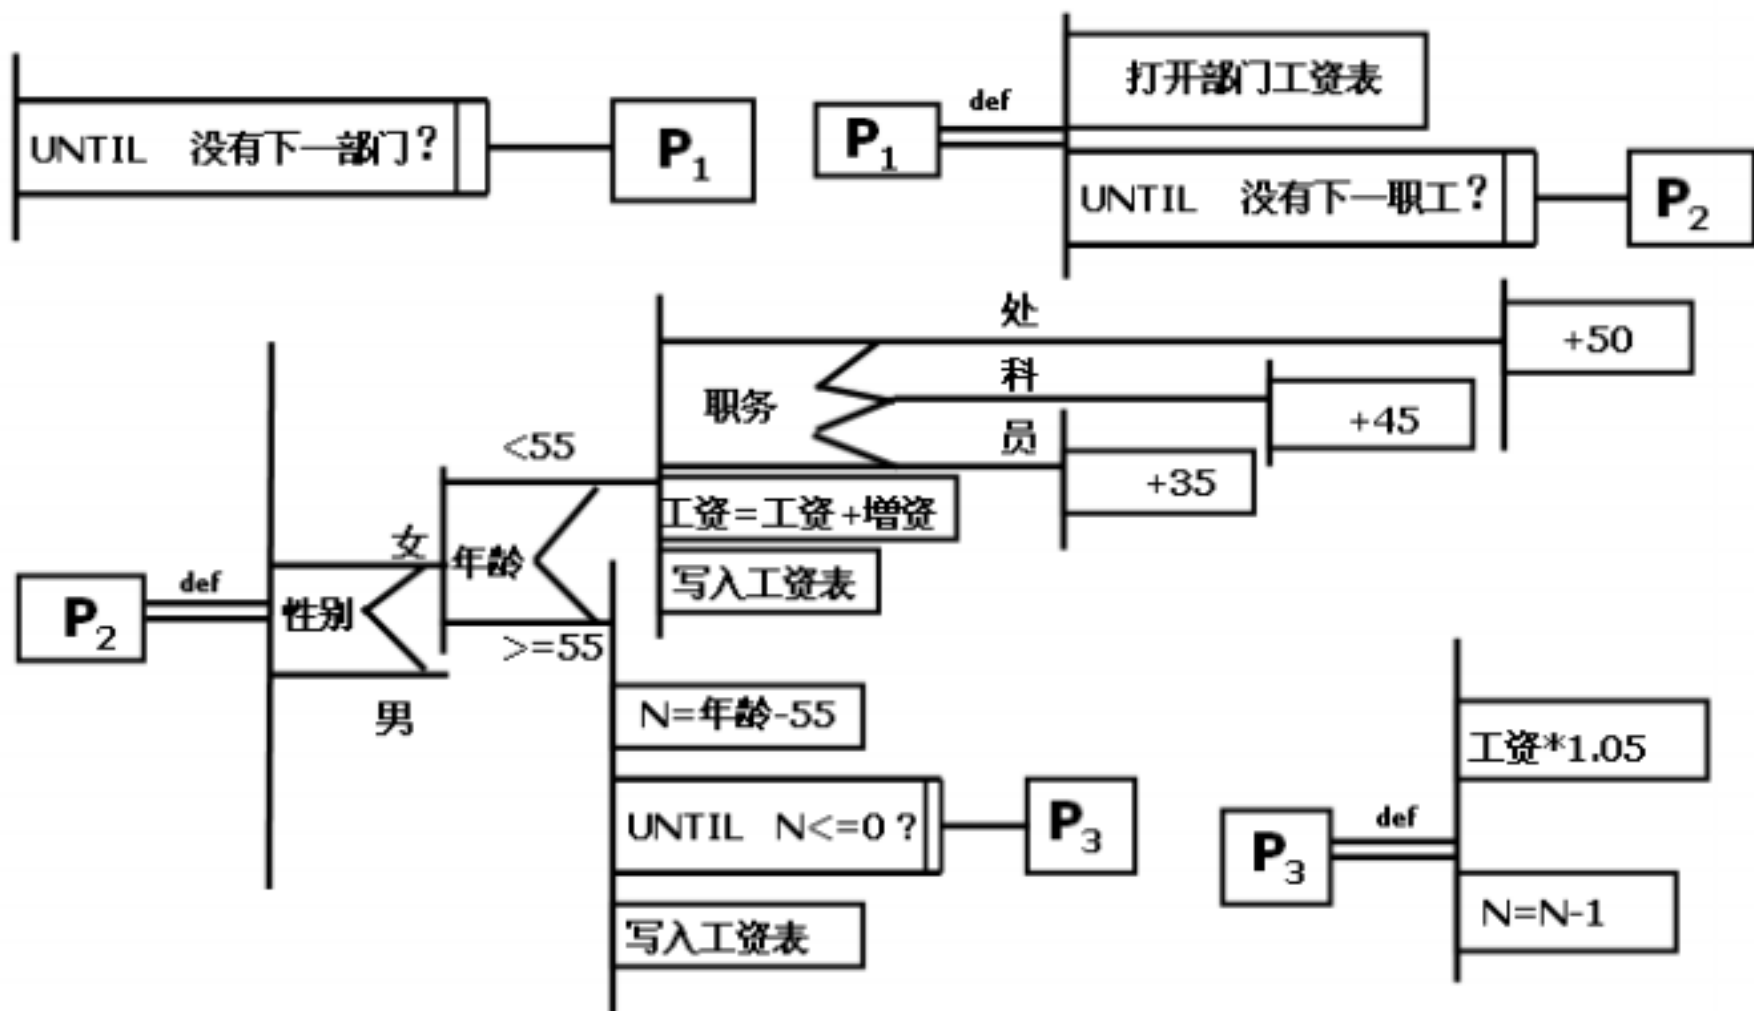 UNTIL 没有下一部门?
P1
P1
def
打开部门工资表
UNTIL 没有下一职工?
P2
处
+50
科
+45
职务
员
+35
<55
工资=工资+增资
写入工资表
女
年龄
P2
def
性别
>=55
男
N=年龄-55
UNTIL N<=0?
P3
写入工资表
P3
def
工资*1.05
N=N-1